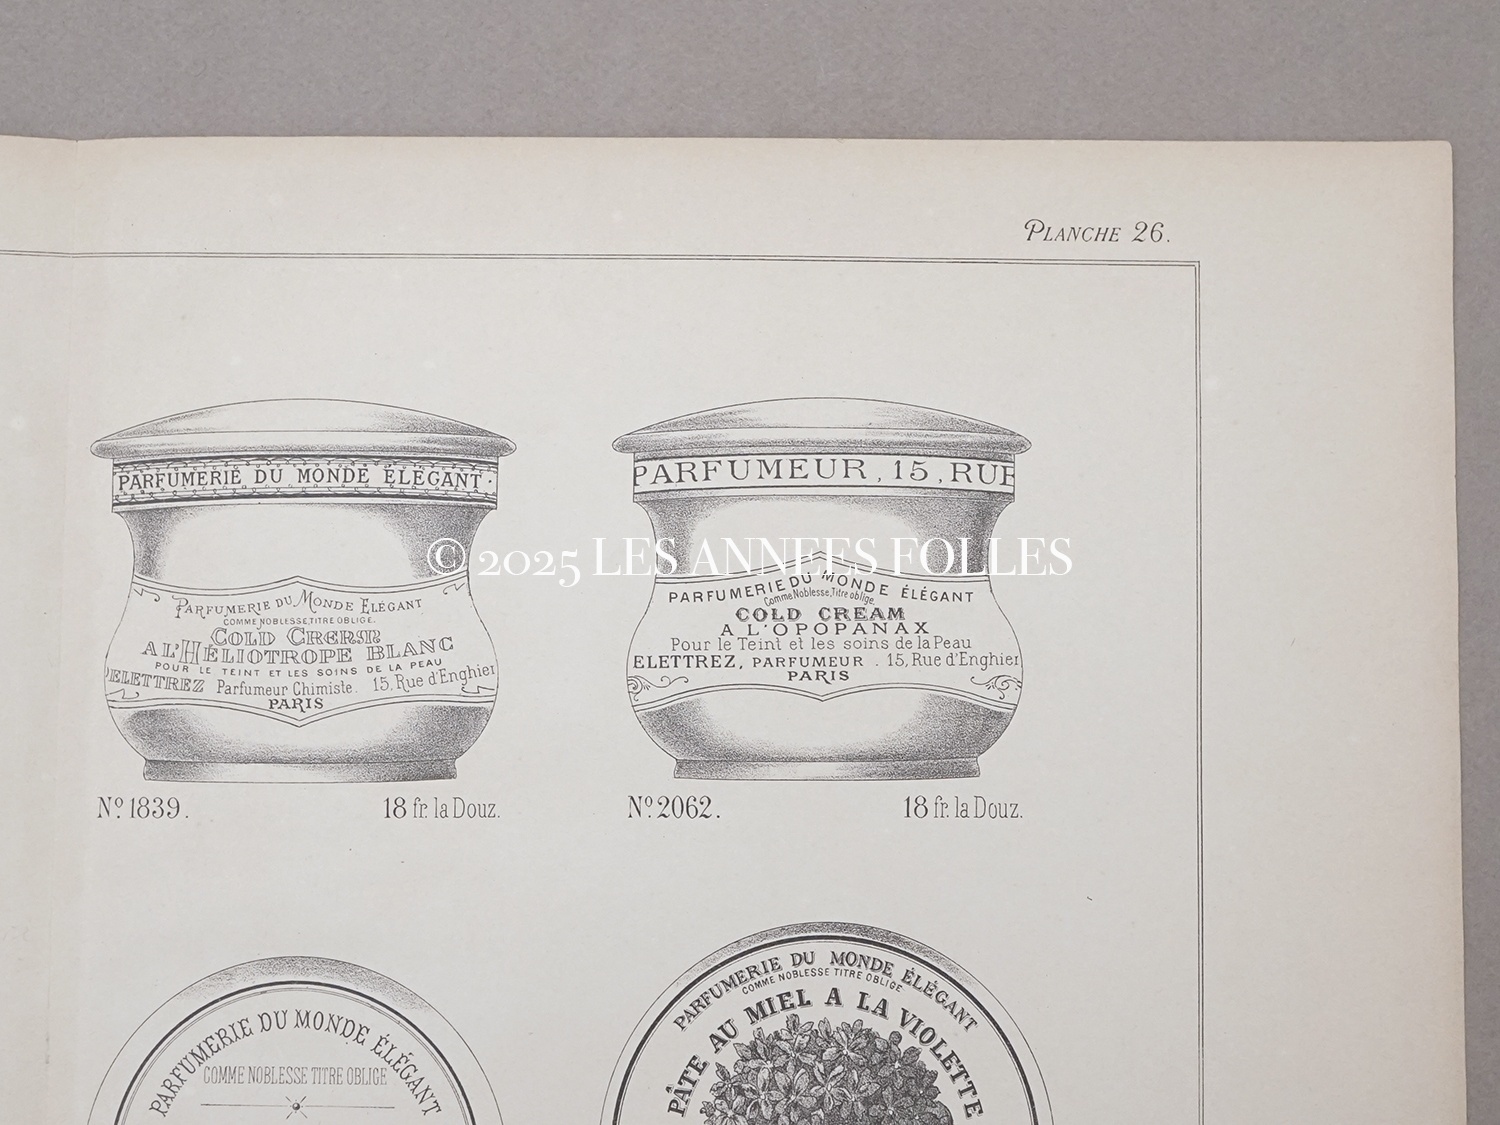 PLANCHE 26.
PARFUMERIE DU MONDE ÉLÉGANT.
PARFUMERIE DU MONDE ÉLÉGANT
COMME NOBLESSE, TITRE OBLIGE.
COLD CREAM
A L'HÉLIOTROPE BLANC
POUR LE TEINT ET LES SOINS DE LA PEAU
DELETTREZ Parfumeur Chimiste. 15, Rue d'Enghien
PARIS
Nº 1839. 18 fr. la Douz.
PARFUMEUR, 15, RUE
PARFUMERIE DU MONDE ÉLÉGANT
Comme Noblesse, Titre oblige.
COLD CREAM
A L'OPOPANAX
Pour le Teint et les soins de la Peau
ELETTREZ, PARFUMEUR . 15, Rue d'Enghien
PARIS
Nº 2062. 18 fr. la Douz.
© 2025 LES ANNEES FOLLES
PARFUMERIE DU MONDE ÉLÉGANT
COMME NOBLESSE TITRE OBLIGE
PARFUMERIE DU MONDE ÉLÉGANT
COMME NOBLESSE TITRE OBLIGE
PÂTE AU MIEL A LA VIOLETTE